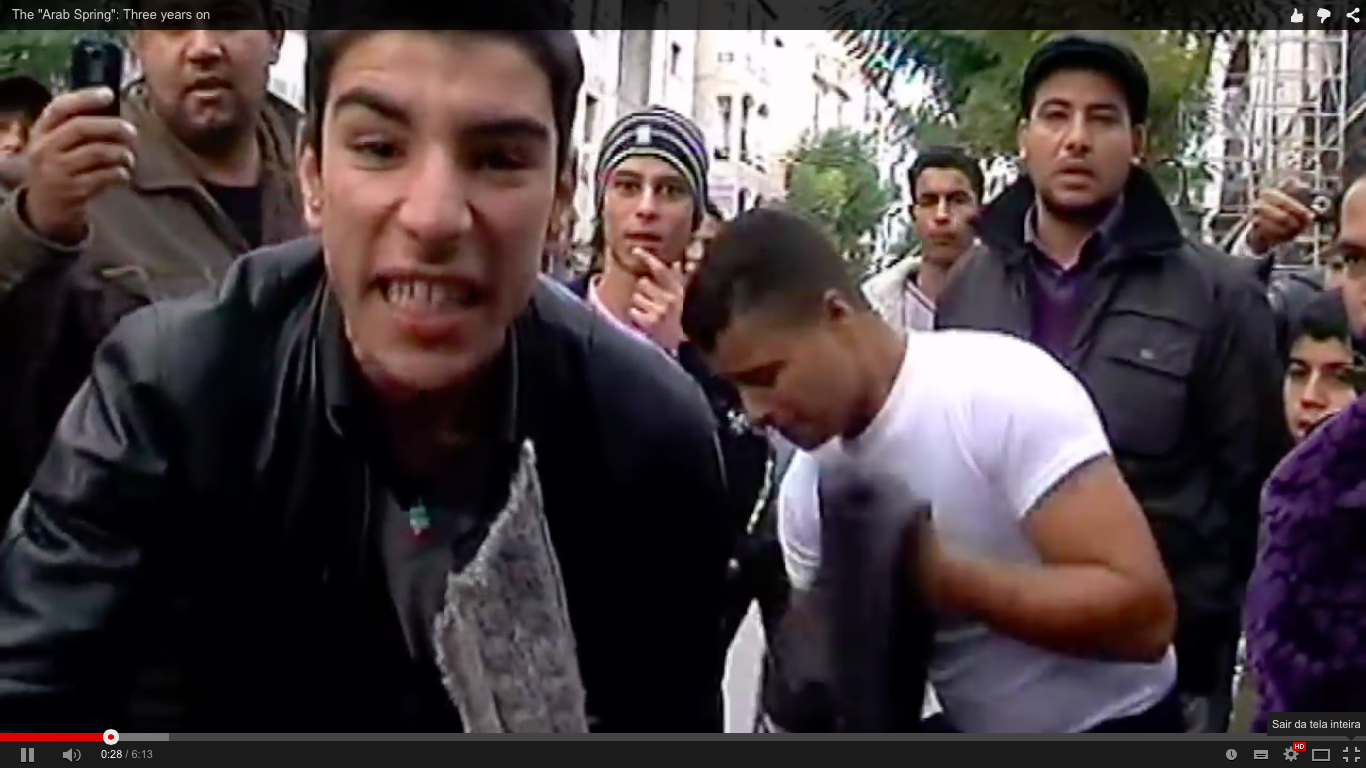 The "Arab Spring": Three years on
Sair da tela inteira
HD
0:28 / 6:13